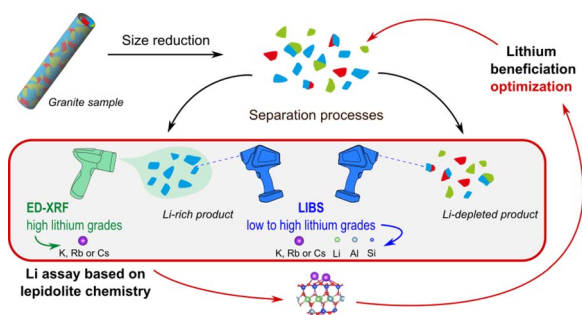 Size reduction
Granite sample
Lithium
beneficiation
optimization
Separation processes
ED-XRF
high lithium grades
K, Rb or Cs
Li-rich product
LIBS
low to high lithium grades
K, Rb or Cs Li Al Si
Li-depleted product
Li assay based on
lepidolite chemistry